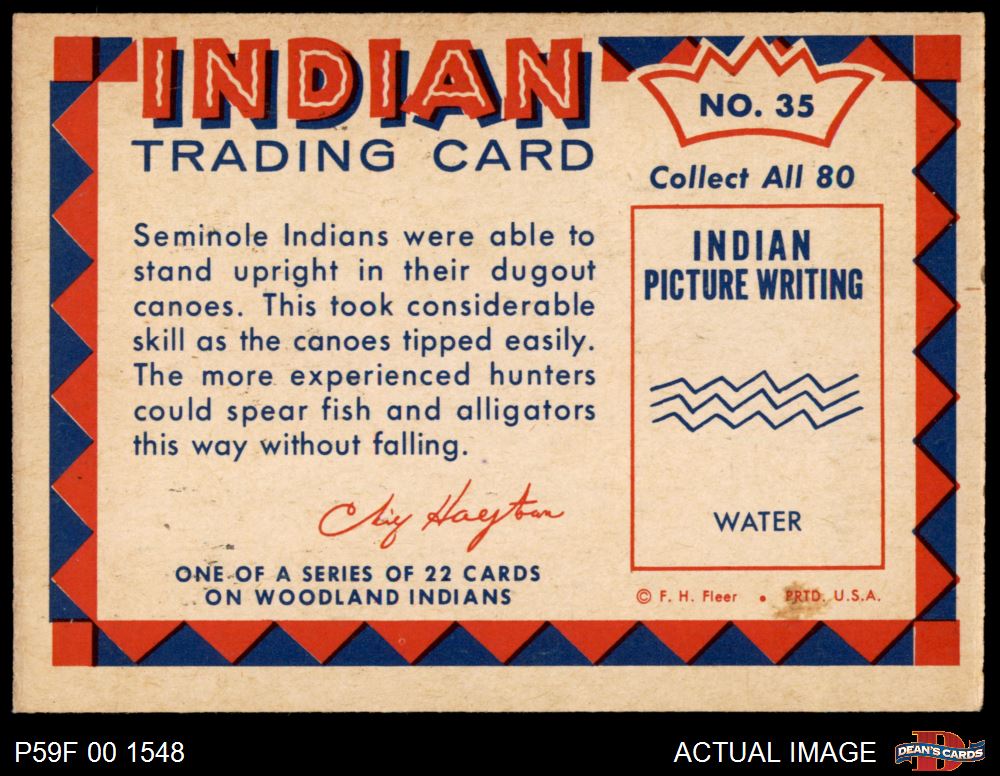 INDIAN
TRADING CARD
NO. 35
Collect All 80
Seminole Indians were able to
stand upright in their dugout
canoes. This took considerable
skill as the canoes tipped easily.
The more experienced hunters
could spear fish and alligators
this way without falling.
Chief Hagstrom
ONE OF A SERIES OF 22 CARDS
ON WOODLAND INDIANS
INDIAN
PICTURE WRITING
WATER
© F. H. Fleer • PRTD. U.S.A.
P59F 00 1548
ACTUAL IMAGE
DEAN'S CARDS